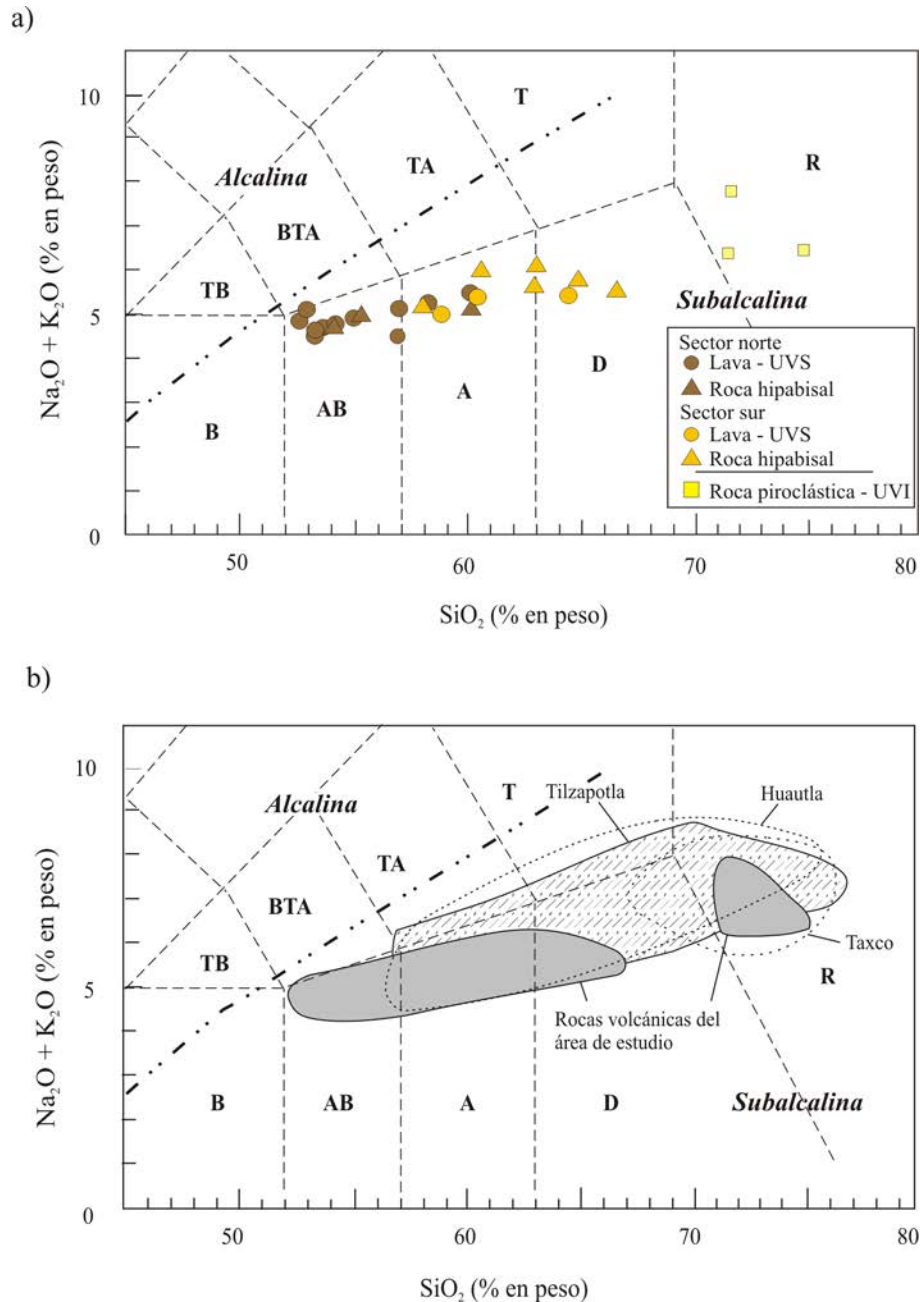 a)
10
5
0
Na₂O + K₂O (% en peso)
T
TA
Alcalina
BTA
TB
R
Subalcalina
B
AB
A
D
Sector norte
Lava - UVS
Roca hipabisal
Sector sur
Lava - UVS
Roca hipabisal
Roca piroclástica - UVI
50
60
70
80
SiO₂ (% en peso)
b)
10
5
0
Na₂O + K₂O (% en peso)
T
Tilzapotla
Huautla
Alcalina
TA
BTA
TB
Taxco
R
Rocas volcánicas del
área de estudio
B
AB
A
D
Subalcalina
50
60
70
80
SiO₂ (% en peso)